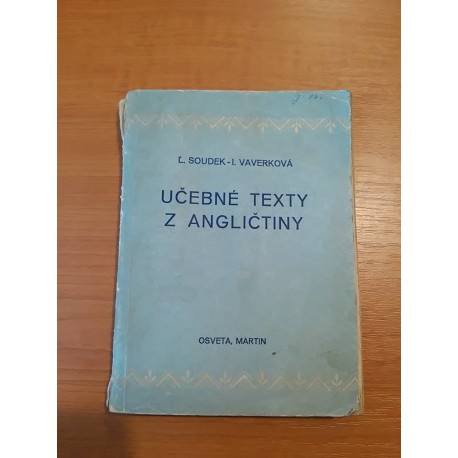 Ľ. SOUDEK-I. VAVERKOVÁ
UČEBNÉ TEXTY
Z ANGLIČTINY
OSVETA, MARTIN